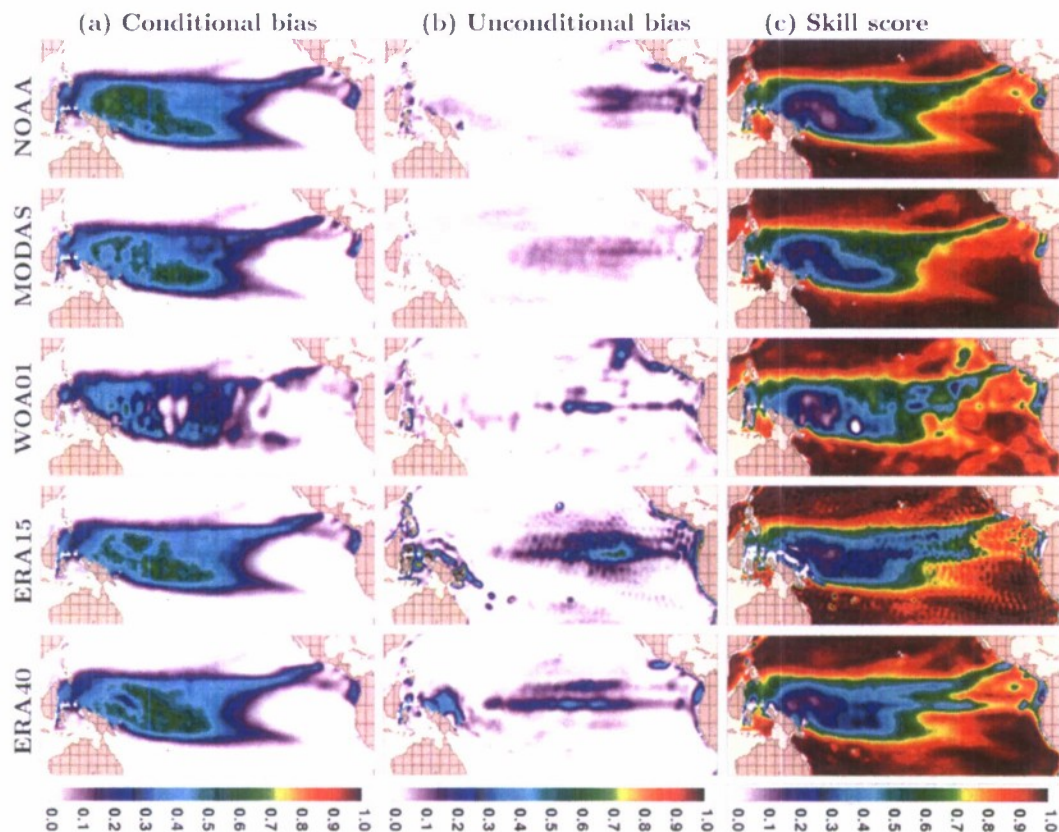 (a) Conditional bias (b) Unconditional bias (c) Skill score
NOAA
MODAS
WOA01
ERA15
ERA40
0.0 0.1 0.2 0.3 0.4 0.5 0.6 0.7 0.8 0.9 1.0 0.0 0.1 0.2 0.3 0.4 0.5 0.6 0.7 0.8 0.9 1.0 0.0 0.1 0.2 0.3 0.4 0.5 0.6 0.7 0.8 0.9 1.0